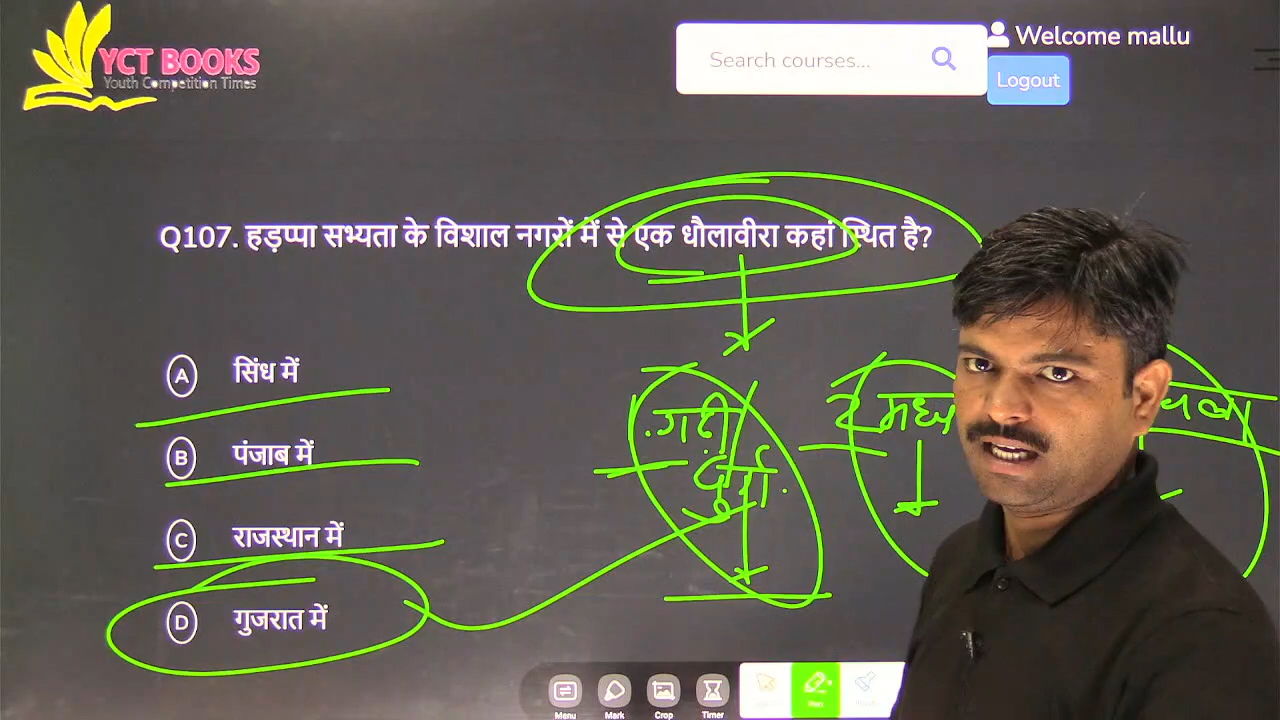 YCT BOOKS
Youth Competition Times
Search courses...
Welcome mallu
Logout
Q107. हड़प्पा सभ्यता के विशाल नगरों में से एक धौलावीरा कहां स्थित है?
A सिंध में
B पंजाब में
C राजस्थान में
D गुजरात में
Menu
Mark
Crop
Timer